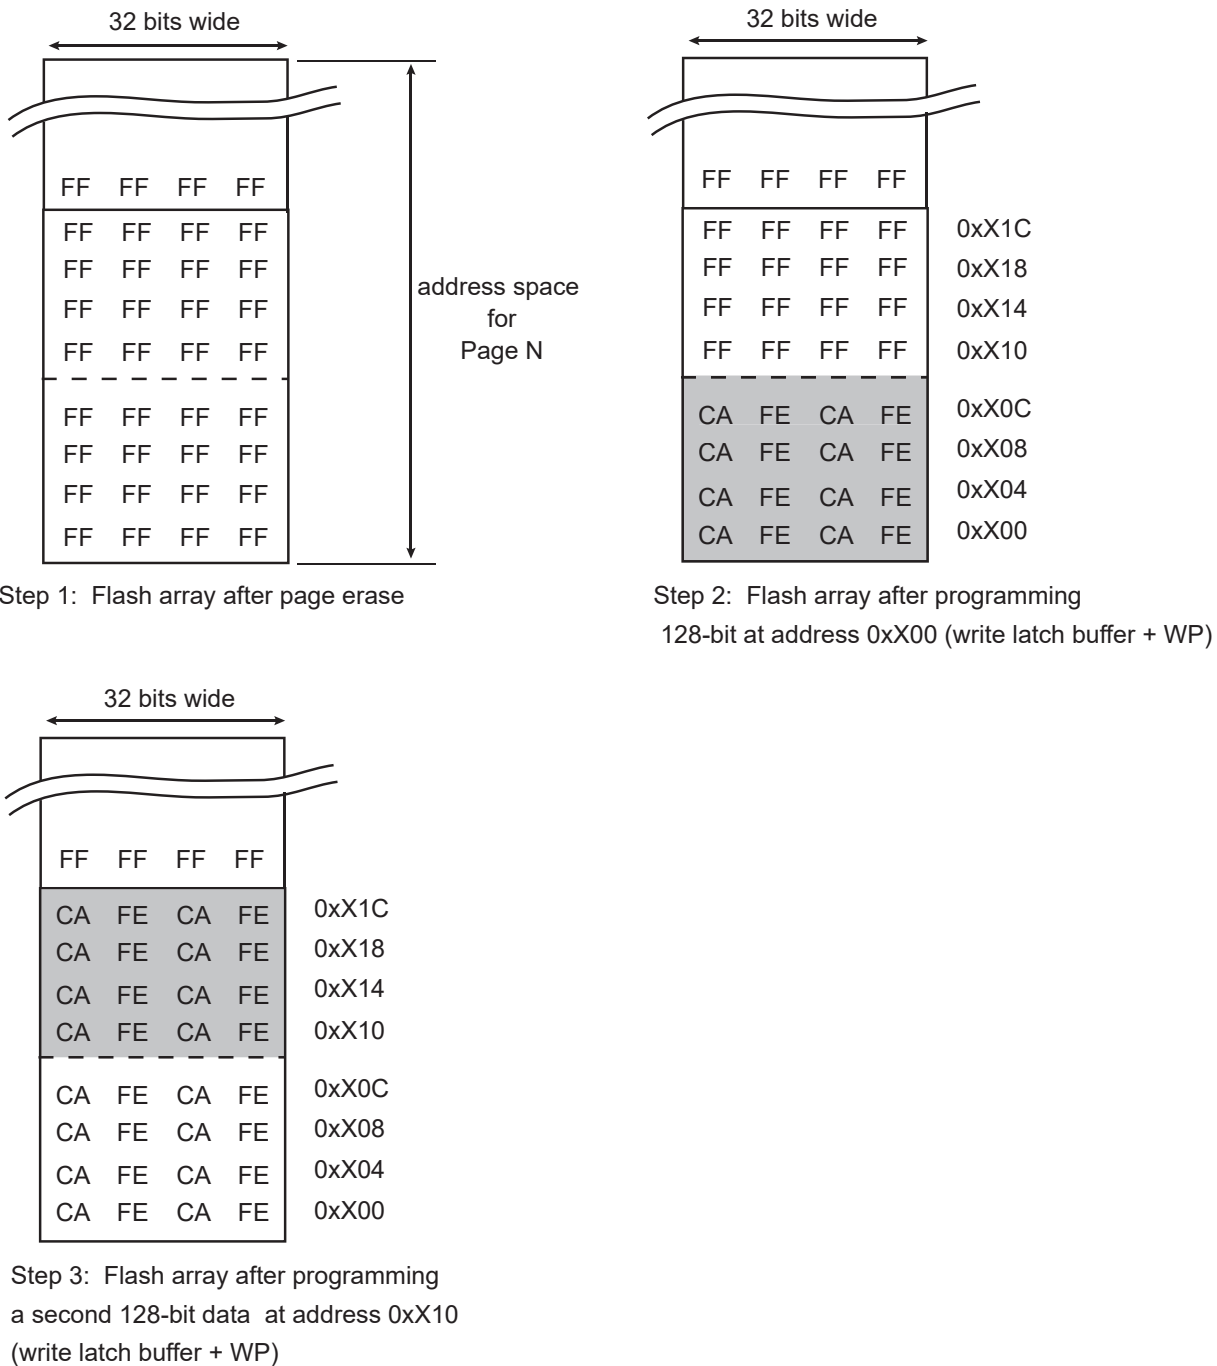 32 bits wide
FF FF FF FF
FF FF FF FF
FF FF FF FF
FF FF FF FF
FF FF FF FF
FF FF FF FF
FF FF FF FF
FF FF FF FF
FF FF FF FF
address space
for
Page N
Step 1: Flash array after page erase
32 bits wide
FF FF FF FF
FF FF FF FF 0xX1C
FF FF FF FF 0xX18
FF FF FF FF 0xX14
FF FF FF FF 0xX10
CA FE CA FE 0xX0C
CA FE CA FE 0xX08
CA FE CA FE 0xX04
CA FE CA FE 0xX00
Step 2: Flash array after programming
128-bit at address 0xX00 (write latch buffer + WP)
32 bits wide
FF FF FF FF
CA FE CA FE 0xX1C
CA FE CA FE 0xX18
CA FE CA FE 0xX14
CA FE CA FE 0xX10
CA FE CA FE 0xX0C
CA FE CA FE 0xX08
CA FE CA FE 0xX04
CA FE CA FE 0xX00
Step 3: Flash array after programming
a second 128-bit data at address 0xX10
(write latch buffer + WP)